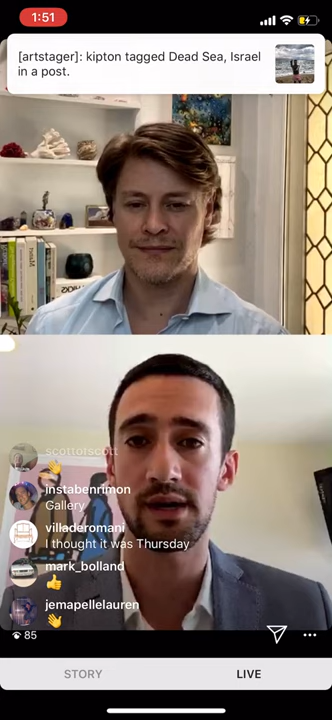 1:51
[artstager]: kipton tagged Dead Sea, Israel
in a post.
scottorscott
👋
instabenrimon
Gallery
villaderomani
I thought it was Thursday
mark_bolland
👍
jemapellelauren
👋
85
STORY
LIVE